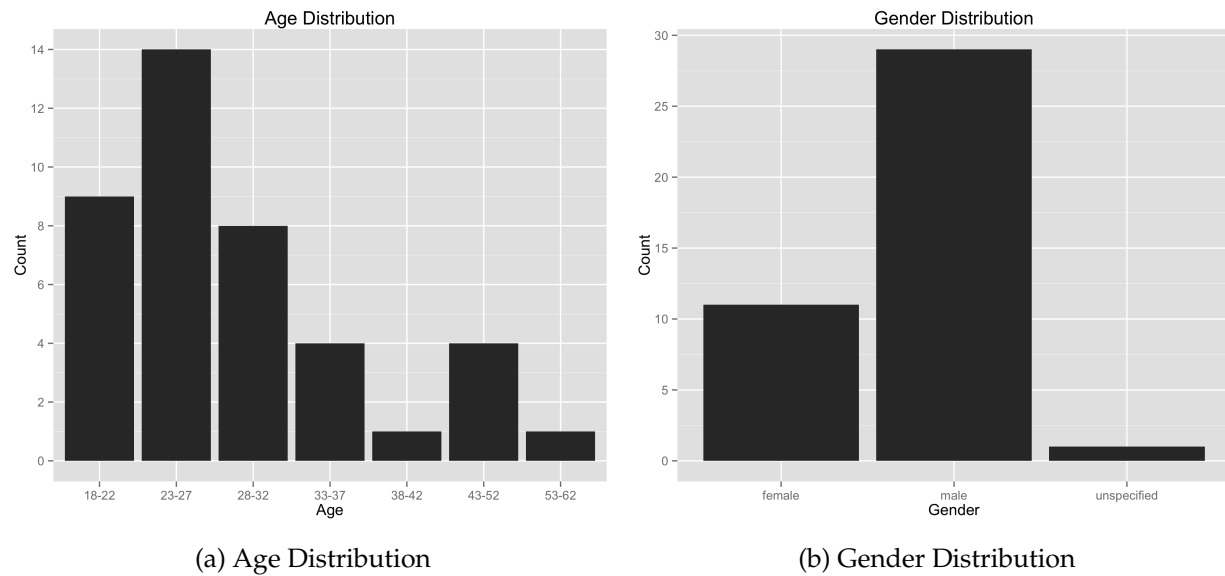 Age Distribution
14
12
10
8
6
4
2
0
Count
18-22 23-27 28-32 33-37 38-42 43-52 53-62
Age
(a) Age Distribution
Gender Distribution
30
25
20
15
10
5
0
Count
female male unspecified
Gender
(b) Gender Distribution